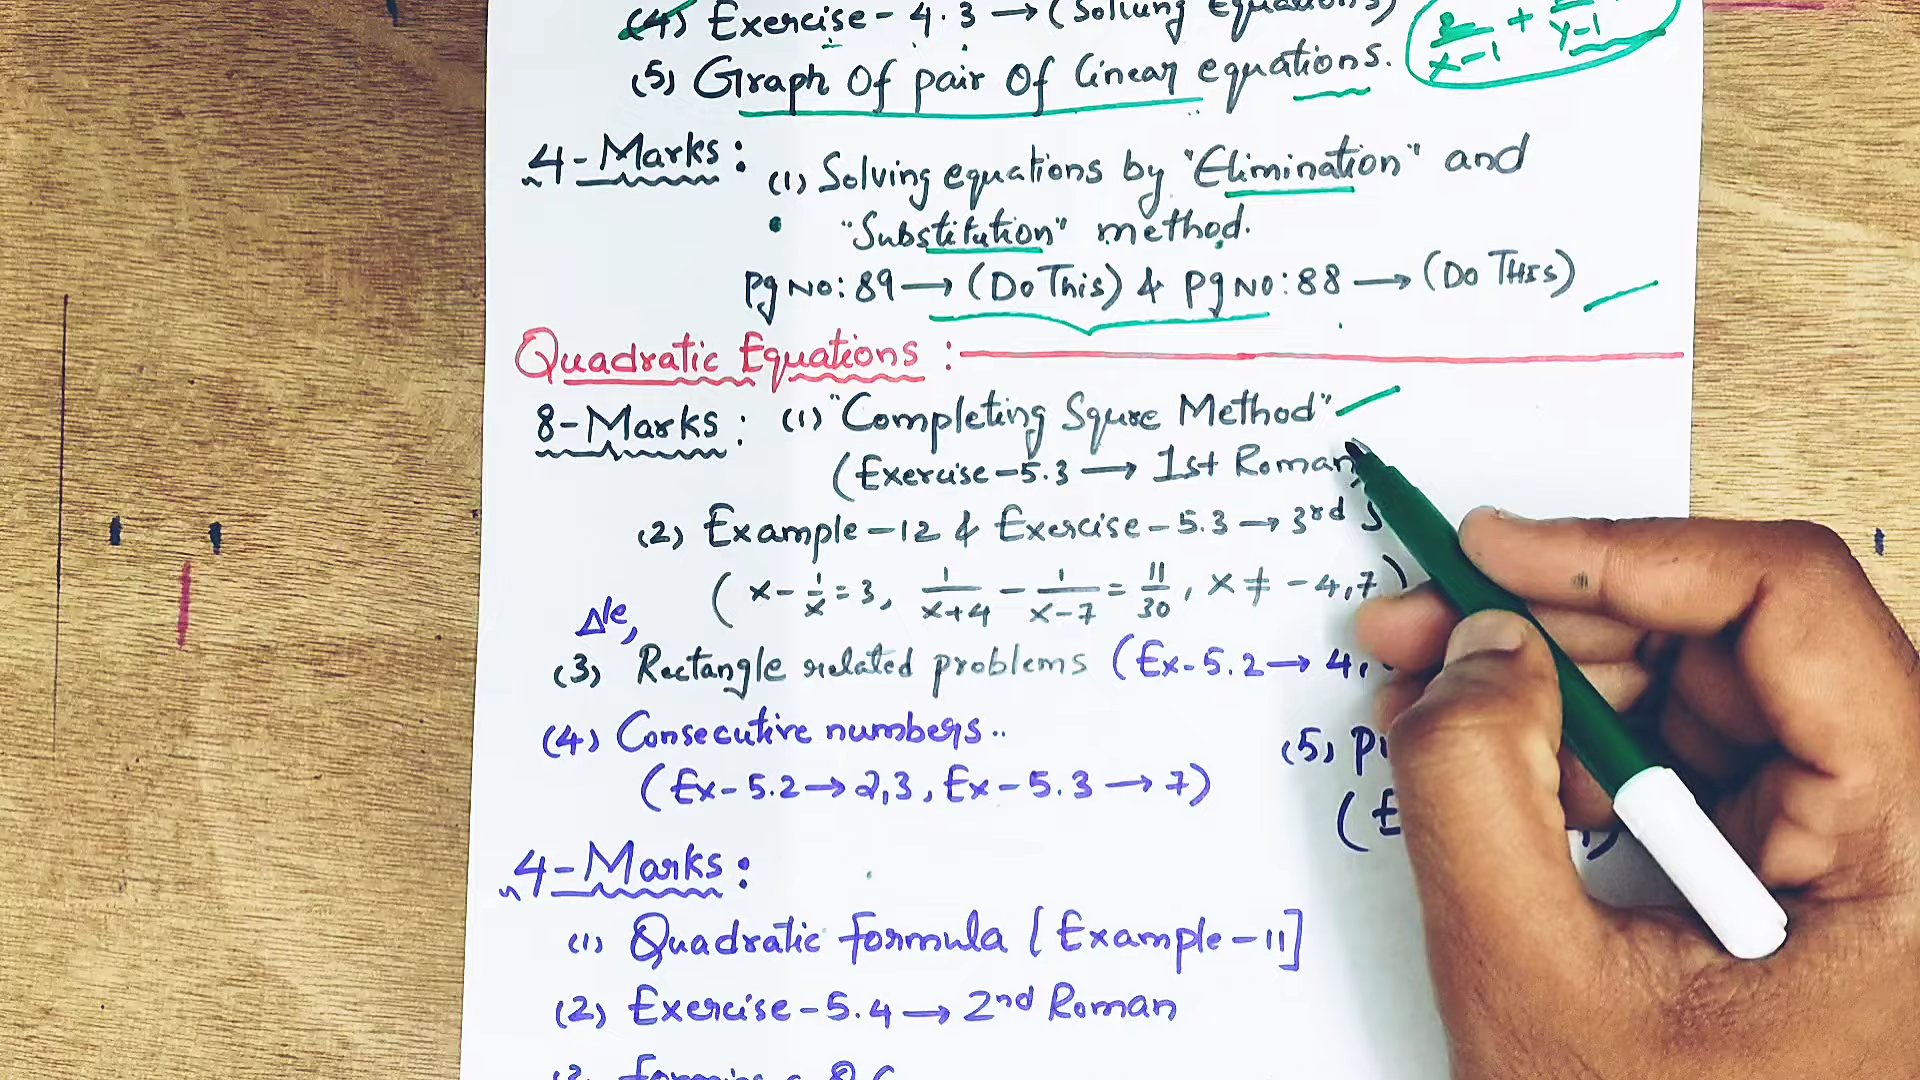 (4) Exercise - 4.3 → (Solving Equations)
2/x-1 + y-1
(5) Graph Of pair Of linear equations.
4-Marks: (1) Solving equations by "Elimination" and
"Substitution" method.
Pg No: 89 → (Do This) & Pg No: 88 → (Do THIS)
Quadratic Equations:
8-Marks: (1) "Completing Squre Method"
(Exercise-5.3 → 1st Roman)
(2) Example-12 & Exercise-5.3 → 3rd
(x - 1/x = 3, 1/x+4 - 1/x-7 = 11/30, x ≠ -4,7)
Δle,
(3) Rectangle related problems (Ex-5.2 → 4,
(4) Consecutive numbers..
(5)
(Ex-5.2 → 2,3, Ex-5.3 → 7)
4-Marks:
(1) Quadratic formula [Example-11]
(2) Exercise-5.4 → 2nd Roman